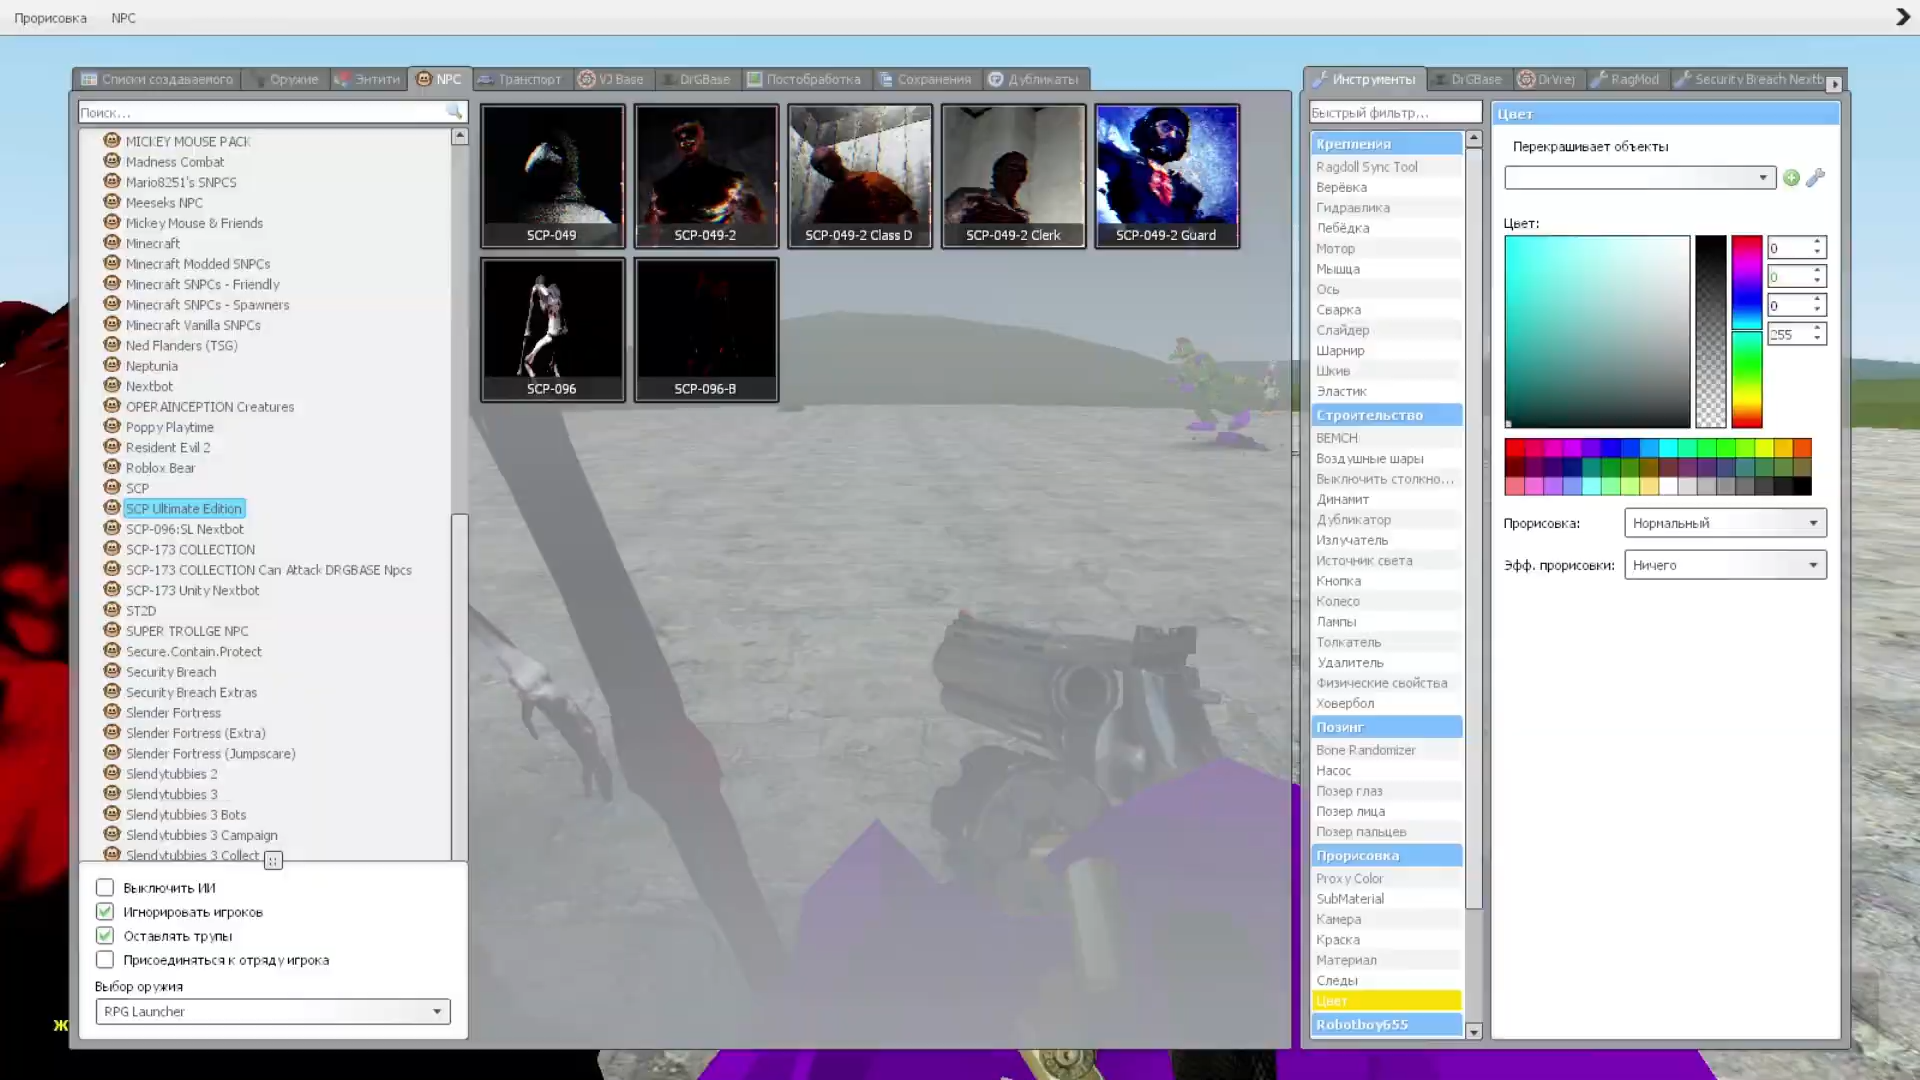 Прорисовка NPC
Списки создаваемого Оружие Энтити NPC Транспорт VJ Base DrGBase Постобработка Сохранения Дубликаты
Поиск...
MICKEY MOUSE PACK
Madness Combat
Mario8251's SNPCS
Meeseks NPC
Mickey Mouse & Friends
Minecraft
Minecraft Modded SNPCs
Minecraft SNPCs - Friendly
Minecraft SNPCs - Spawners
Minecraft Vanilla SNPCs
Ned Flanders (TSG)
Neptunia
Nextbot
OPERAINCEPTION Creatures
Poppy Playtime
Resident Evil 2
Roblox Bear
SCP
SCP Ultimate Edition
SCP-096:SL Nextbot
SCP-173 COLLECTION
SCP-173 COLLECTION Can Attack DRGBASE Npcs
SCP-173 Unity Nextbot
ST2D
SUPER TROLLGE NPC
Secure.Contain.Protect
Security Breach
Security Breach Extras
Slender Fortress
Slender Fortress (Extra)
Slender Fortress (Jumpscare)
Slendytubbies 2
Slendytubbies 3
Slendytubbies 3 Bots
Slendytubbies 3 Campaign
Slendytubbies 3 Collect
Выключить ИИ
Игнорировать игроков
Оставлять трупы
Присоединяться к отряду игрока
Выбор оружия
RPG Launcher
Ж
SCP-049
SCP-049-2
SCP-049-2 Class D
SCP-049-2 Clerk
SCP-049-2 Guard
SCP-096
SCP-096-B
Инструменты DrGBase DrVrej RagMod Security Breach Nextb
Быстрый фильтр...
Крепления
Ragdoll Sync Tool
Верёвка
Гидравлика
Лебёдка
Мотор
Мышца
Ось
Сварка
Слайдер
Шарнир
Шкив
Эластик
Строительство
ВЕМСН
Воздушные шары
Выключить столкно...
Динамит
Дубликатор
Излучатель
Источник света
Кнопка
Колесо
Лампы
Толкатель
Удалитель
Физические свойства
Ховербол
Позинг
Bone Randomizer
Насос
Позер глаз
Позер лица
Позер пальцев
Прорисовка
Proxy Color
SubMaterial
Камера
Краска
Материал
Следы
Цвет
Robotboy655
Цвет
Перекрашивает объекты
Цвет:
0
0
0
255
Прорисовка: Нормальный
Эфф. прорисовки: Ничего